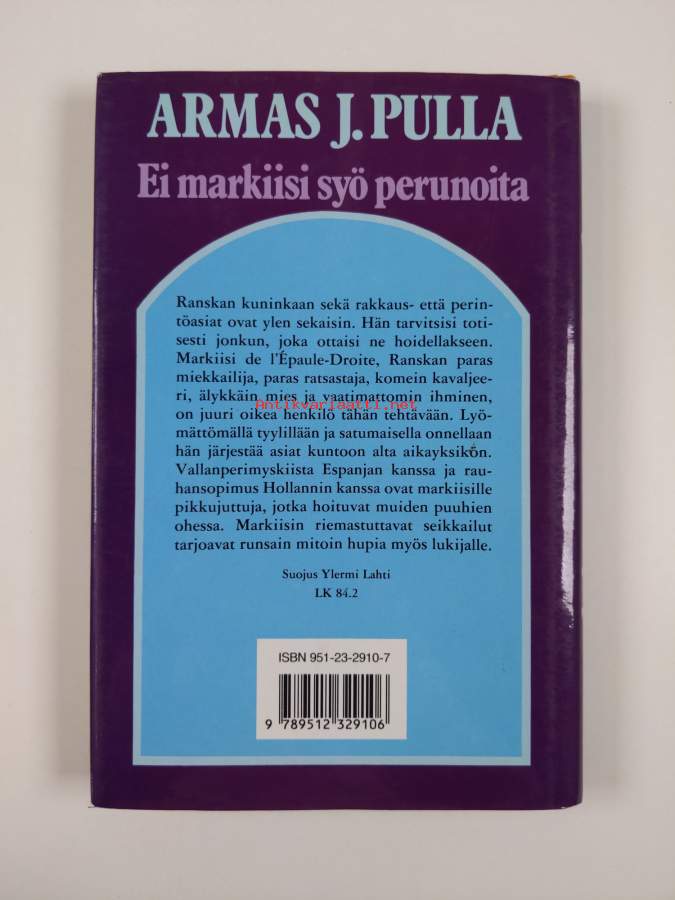 ARMAS J. PULLA
Ei markiisi syö perunoita
Ranskan kuninkaan sekä rakkaus- että perin-
töasiat ovat ylen sekaisin. Hän tarvitsisi toti-
sesti jonkun, joka ottaisi ne hoidellakseen.
Markiisi de l'Épaule-Droite, Ranskan paras
miekkailija, paras ratsastaja, komein kavaljee-
ri, älykkäin mies ja vaatimattomin ihminen,
Antikvariaatti.net
on juuri oikea henkilö tähän tehtävään. Lyö-
mättömällä tyylillään ja satumaisella onnellaan
hän järjestää asiat kuntoon alta aikayksikön.
Vallanperimyskiista Espanjan kanssa ja rau-
hansopimus Hollannin kanssa ovat markiisille
pikkujuttuja, jotka hoituvat muiden puuhien
ohessa. Markiisin riemastuttavat seikkailut
tarjoavat runsain mitoin hupia myös lukijalle.
Suojus Ylermi Lahti
LK 84.2
ISBN 951-23-2910-7
9 789512 329106